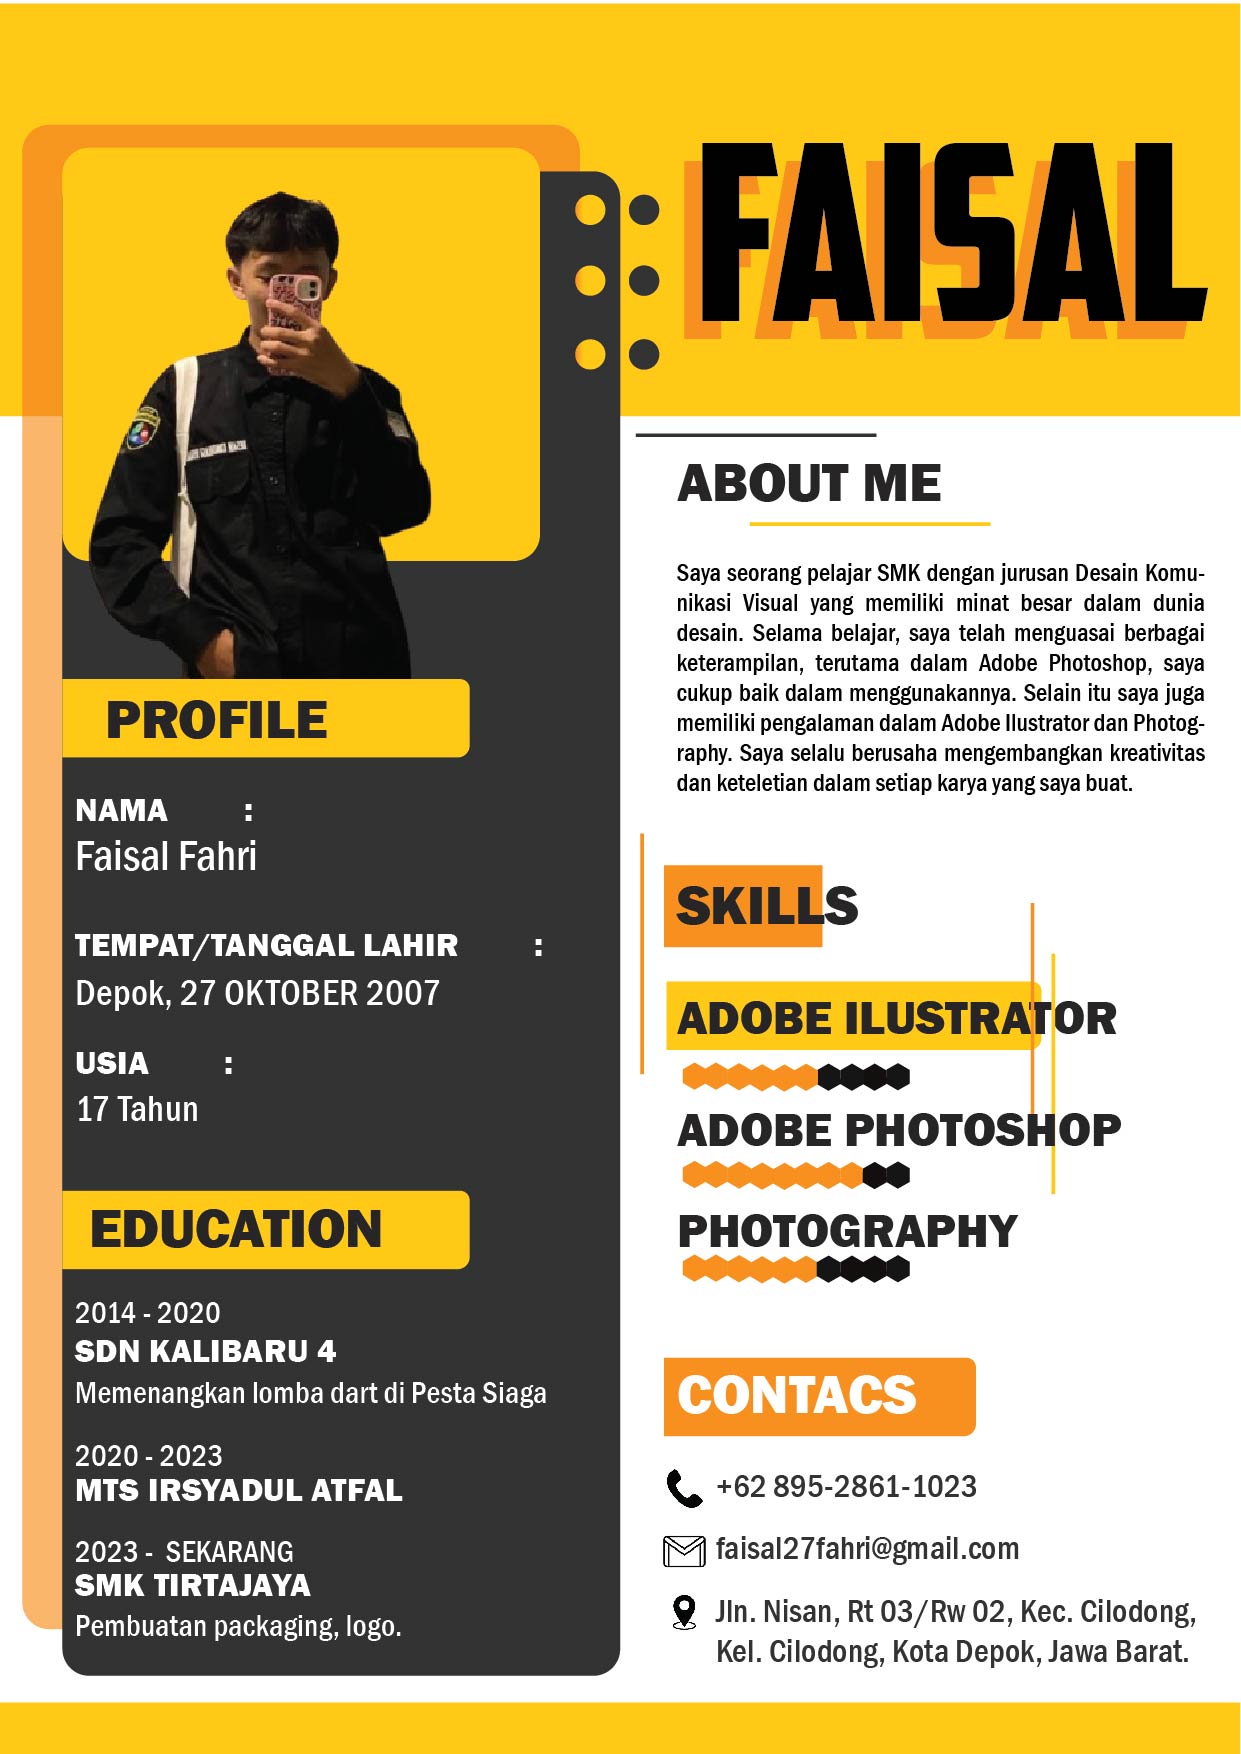 FAISAL
PROFILE
NAMA :
Faisal Fahri
TEMPAT/TANGGAL LAHIR :
Depok, 27 OKTOBER 2007
USIA :
17 Tahun
EDUCATION
2014 - 2020
SDN KALIBARU 4
Memenangkan lomba dart di Pesta Siaga
2020 - 2023
MTS IRSYADUL ATFAL
2023 - SEKARANG
SMK TIRTAJAYA
Pembuatan packaging, logo.
ABOUT ME
Saya seorang pelajar SMK dengan jurusan Desain Komu-
nikasi Visual yang memiliki minat besar dalam dunia
desain. Selama belajar, saya telah menguasai berbagai
keterampilan, terutama dalam Adobe Photoshop, saya
cukup baik dalam menggunakannya. Selain itu saya juga
memiliki pengalaman dalam Adobe Ilustrator dan Photog-
raphy. Saya selalu berusaha mengembangkan kreativitas
dan keteletian dalam setiap karya yang saya buat.
SKILLS
ADOBE ILUSTRATOR
ADOBE PHOTOSHOP
PHOTOGRAPHY
CONTACS
+62 895-2861-1023
faisal27fahri@gmail.com
Jln. Nisan, Rt 03/Rw 02, Kec. Cilodong,
Kel. Cilodong, Kota Depok, Jawa Barat.